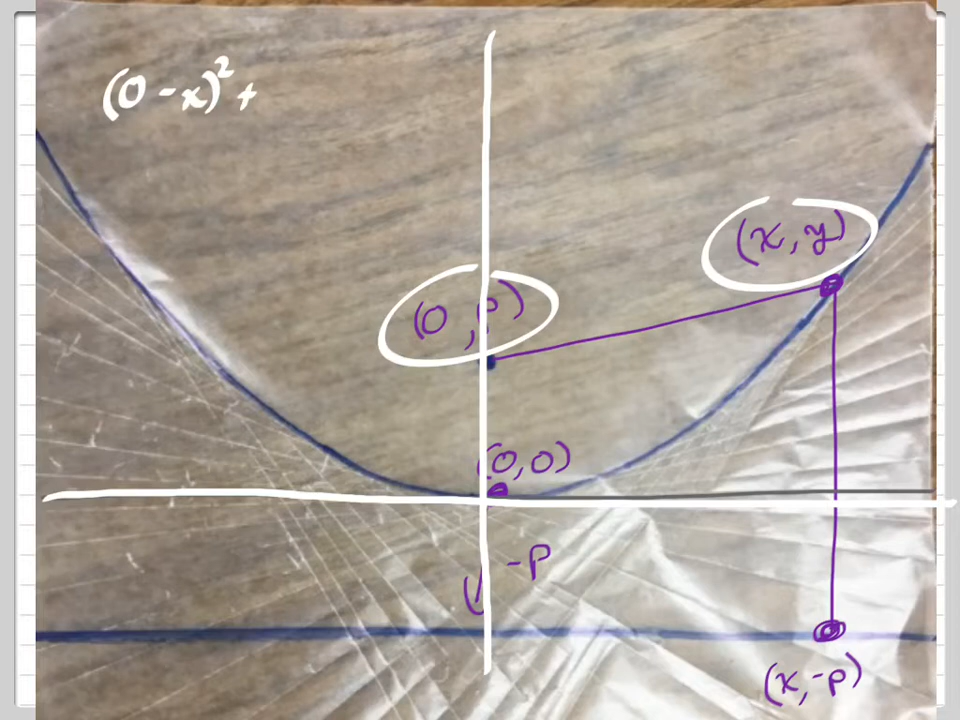 (0 - x)² +
(x, y)
(0, p)
(0,0)
-p
(x, -p)